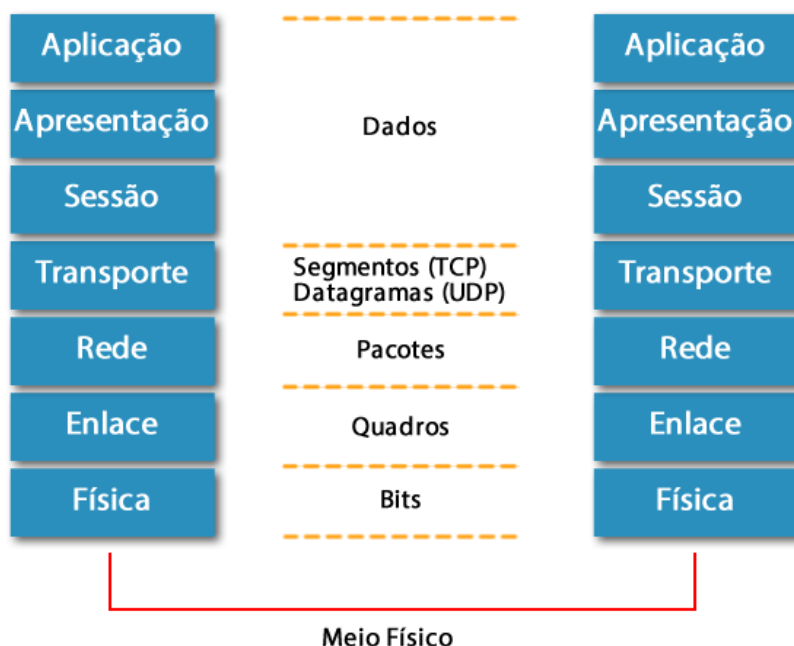 Aplicação
Apresentação
Sessão
Transporte
Rede
Enlace
Física
Dados
Segmentos (TCP)
Datagramas (UDP)
Pacotes
Quadros
Bits
Aplicação
Apresentação
Sessão
Transporte
Rede
Enlace
Física
Meio Físico